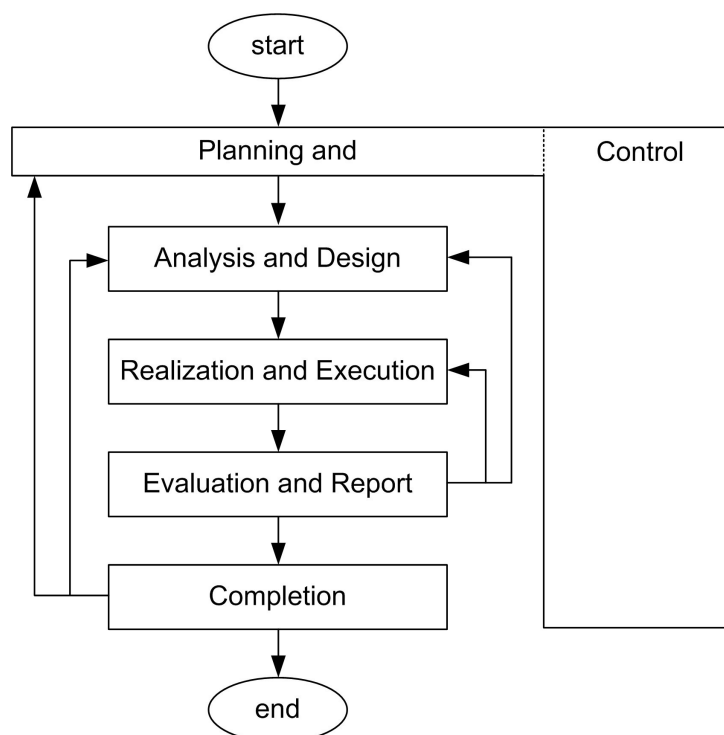 start
Planning and
Control
Analysis and Design
Realization and Execution
Evaluation and Report
Completion
end